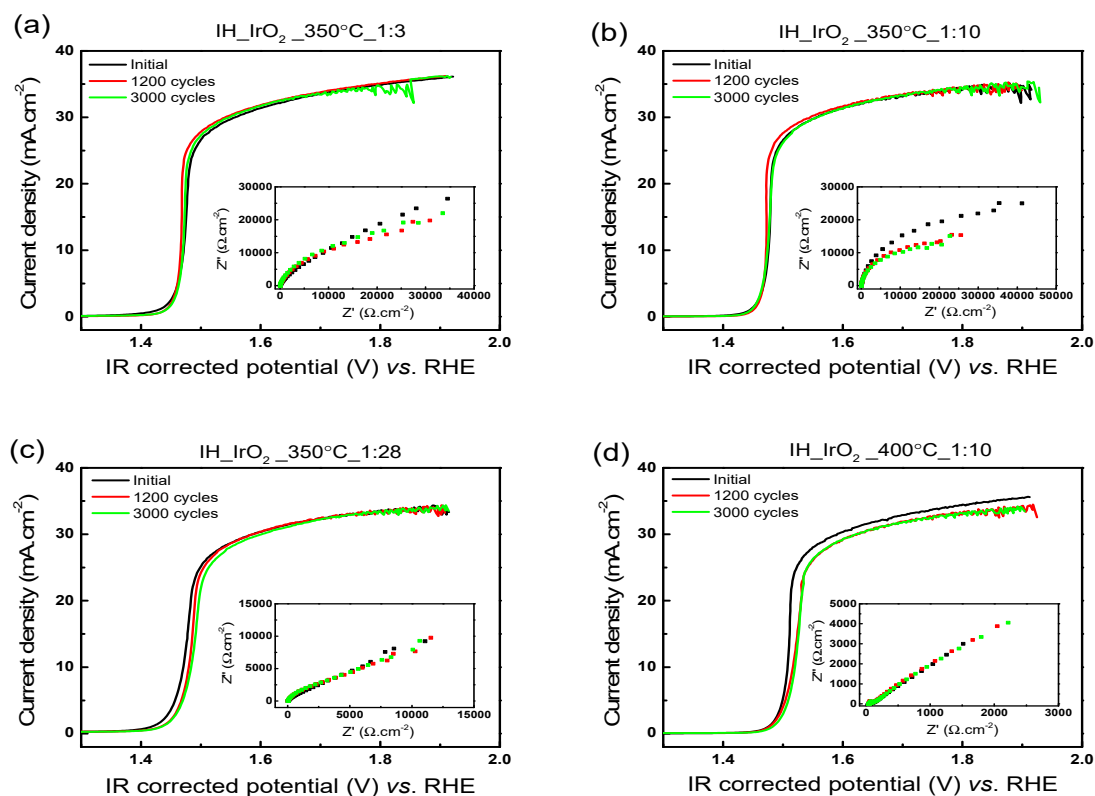 (a)
IH_IrO₂ _350°C_1:3
Initial
1200 cycles
3000 cycles
Current density (mA.cm⁻²)
40
30
20
10
0
1.4 1.6 1.8 2.0
IR corrected potential (V) vs. RHE
Z'' (Ω.cm⁻²)
30000
20000
10000
0
0 10000 20000 30000 40000
Z' (Ω.cm⁻²)
(b)
IH_IrO₂ _350°C_1:10
Initial
1200 cycles
3000 cycles
Current density (mA.cm⁻²)
40
30
20
10
0
1.4 1.6 1.8 2.0
IR corrected potential (V) vs. RHE
Z'' (Ω.cm⁻²)
30000
20000
10000
0
0 10000 20000 30000 40000 50000
Z' (Ω.cm⁻²)
(c)
IH_IrO₂ _350°C_1:28
Initial
1200 cycles
3000 cycles
Current density (mA.cm⁻²)
40
30
20
10
0
1.4 1.6 1.8 2.0
IR corrected potential (V) vs. RHE
Z'' (Ω.cm⁻²)
15000
10000
5000
0
0 5000 10000 15000
Z' (Ω.cm⁻²)
(d)
IH_IrO₂ _400°C_1:10
Initial
1200 cycles
3000 cycles
Current density (mA.cm⁻²)
40
30
20
10
0
1.4 1.6 1.8 2.0
IR corrected potential (V) vs. RHE
Z'' (Ω.cm⁻²)
5000
4000
3000
2000
1000
0
0 1000 2000 3000
Z' (Ω.cm⁻²)